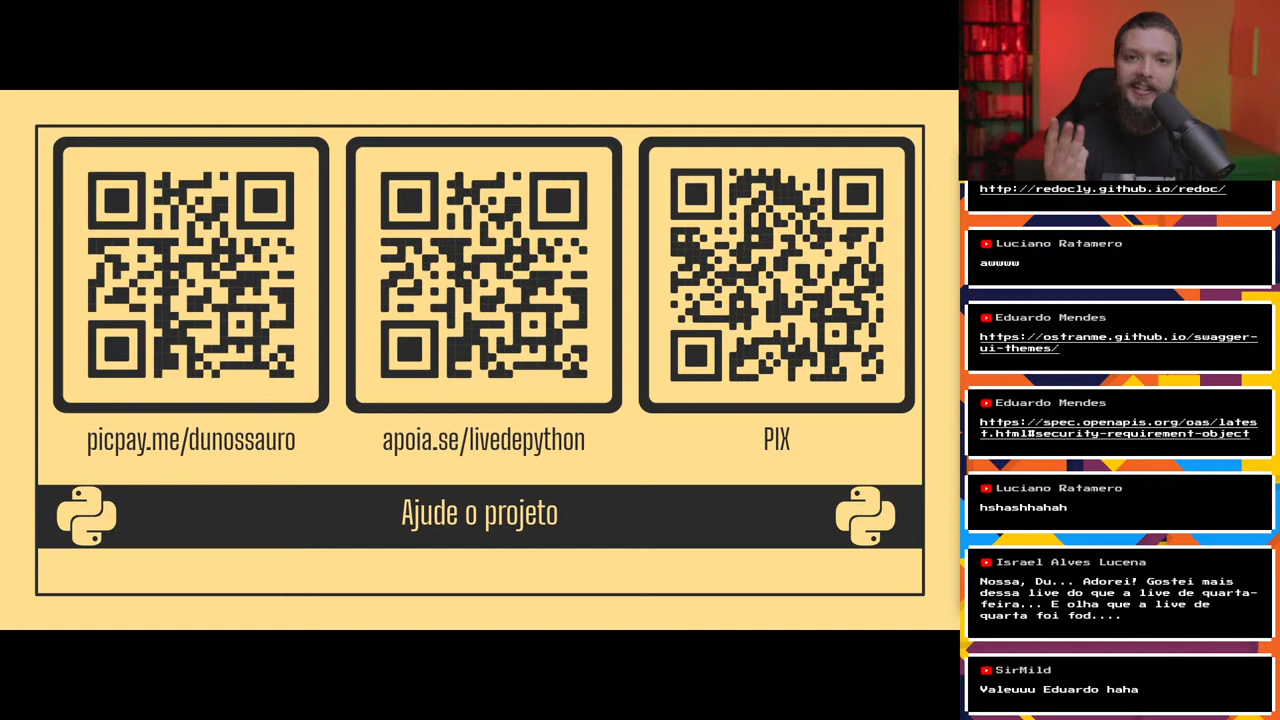 picpay.me/dunossauro
apoia.se/livedepython
PIX
Ajude o projeto
http://redocly.github.io/redoc/
Luciano Ratamero
awwww
Eduardo Mendes
https://ostranme.github.io/swagger-
ui-themes/
Eduardo Mendes
https://spec.openapis.org/oas/lates
t.html#security-requirement-object
Luciano Ratamero
hshashhahah
Israel Alves Lucena
Nossa, Du... Adorei! Gostei mais
dessa live do que a live de quarta-
feira... E olha que a live de
quarta foi fod....
SirMild
Valeuuu Eduardo haha